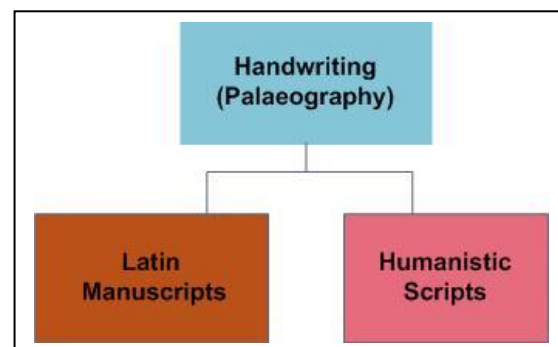 Handwriting
(Palaeography)
Latin
Manuscripts
Humanistic
Scripts